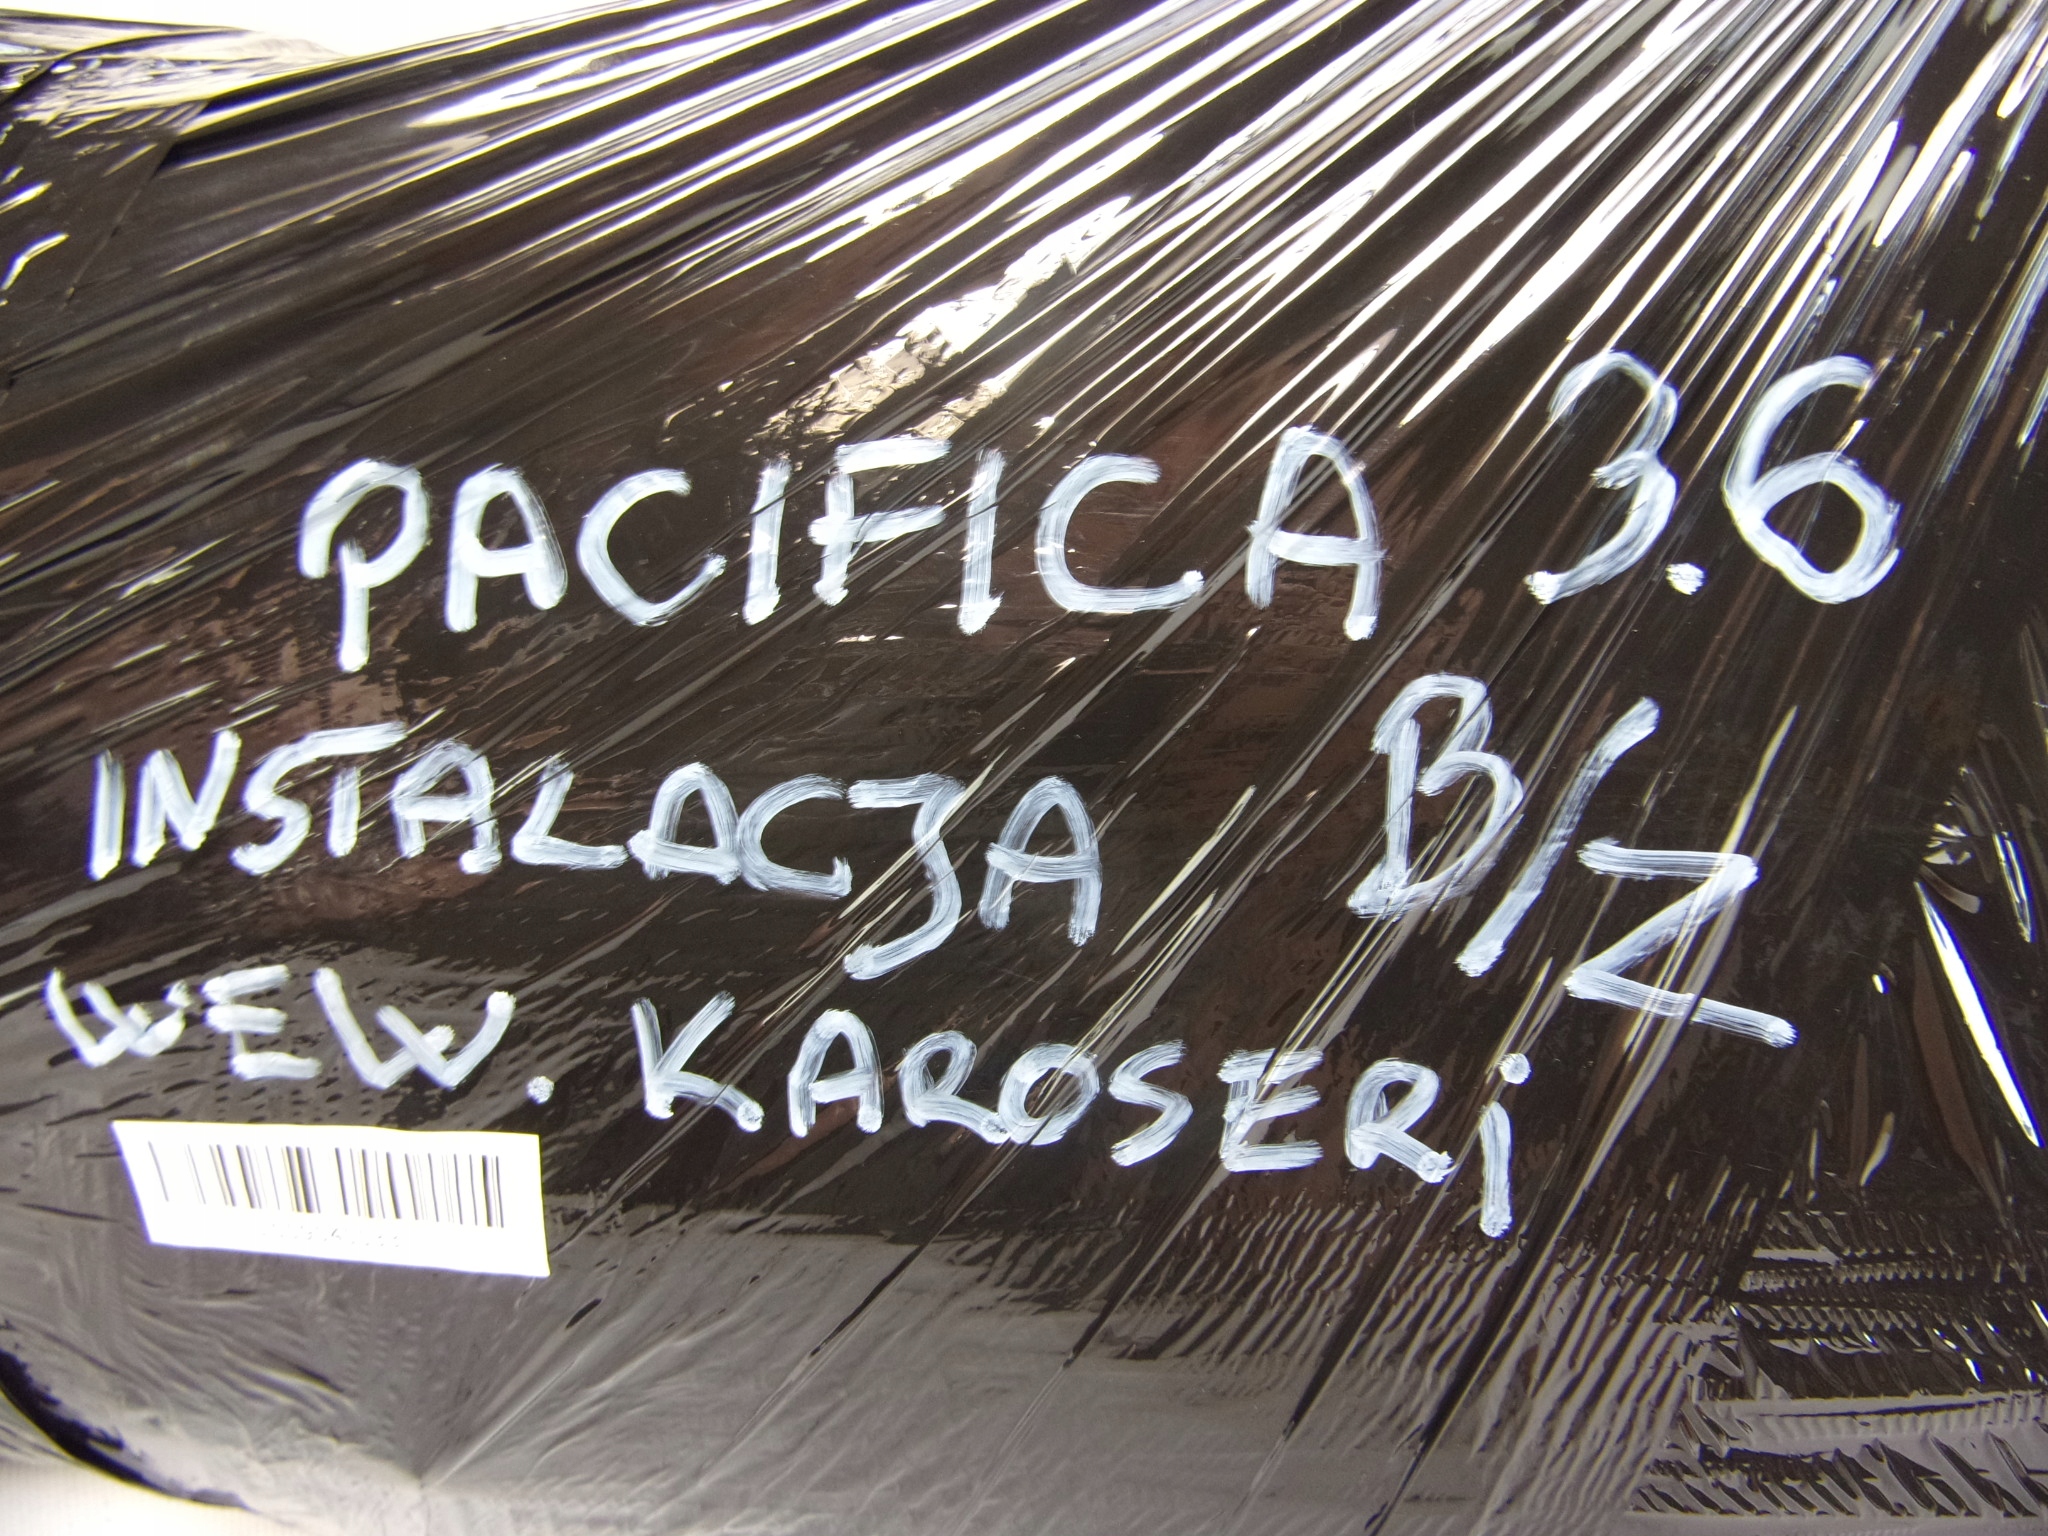 PACIFICA 3.6
INSTALACJA B/Z
WEW. KAROSERi